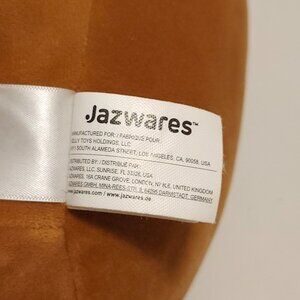 Jazwares™
MANUFACTURED FOR: / FABRIQUÉ POUR:
KELLY TOYS HOLDINGS, LLC
SOUTH ALAMEDA STREET, LOS ANGELES, CA, 90058, USA
DISTRIBUTED BY: / DISTRIBUÉ PAR:
JAZWARES, LLC. SUNRISE, FL 33326, USA
JAZWARES, 16A CRANE GROVE, LONDON, N7 8LE, UNITED KINGDOM
JAZWARES GMBH, MINA-REES-STR. 8, 64295 DARMSTADT, GERMANY
www.jazwares.com / www.jazwares.de